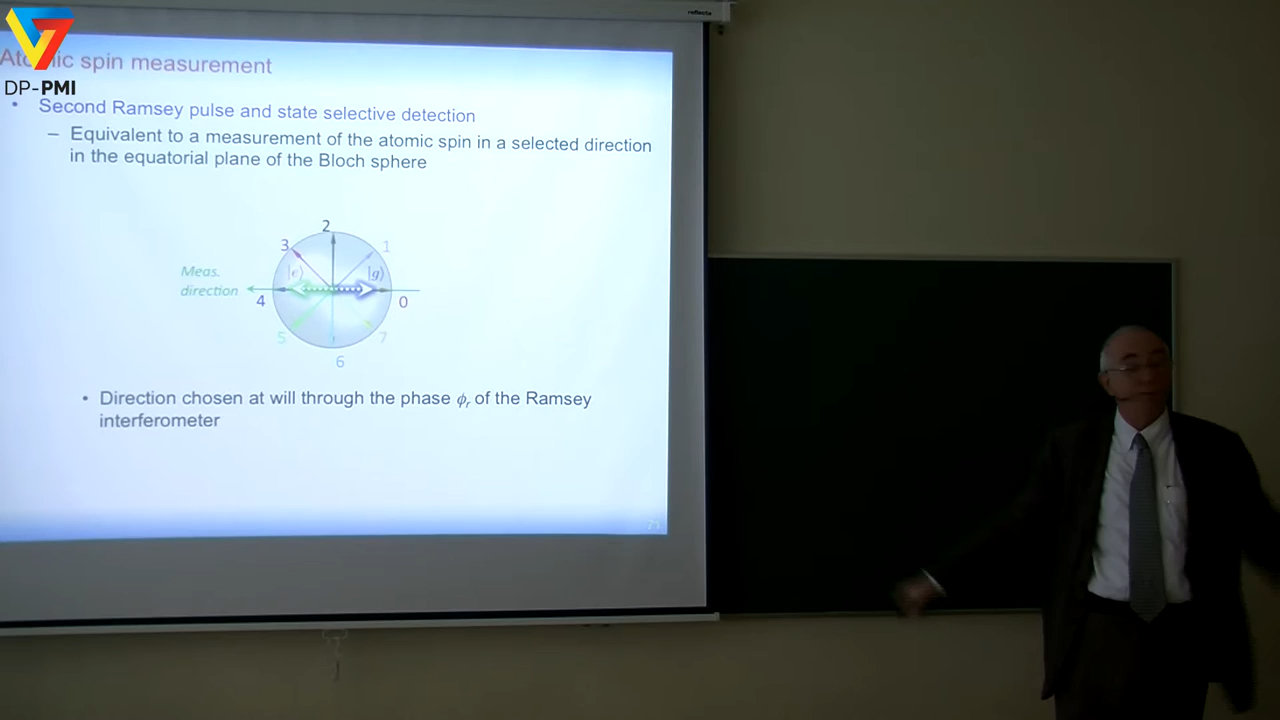 reflecta
DP-PMI
Atomic spin measurement
• Second Ramsey pulse and state selective detection
– Equivalent to a measurement of the atomic spin in a selected direction
in the equatorial plane of the Bloch sphere
2
3
1
|e⟩
|g⟩
Meas.
direction
4
0
5
7
6
• Direction chosen at will through the phase ϕr of the Ramsey
interferometer